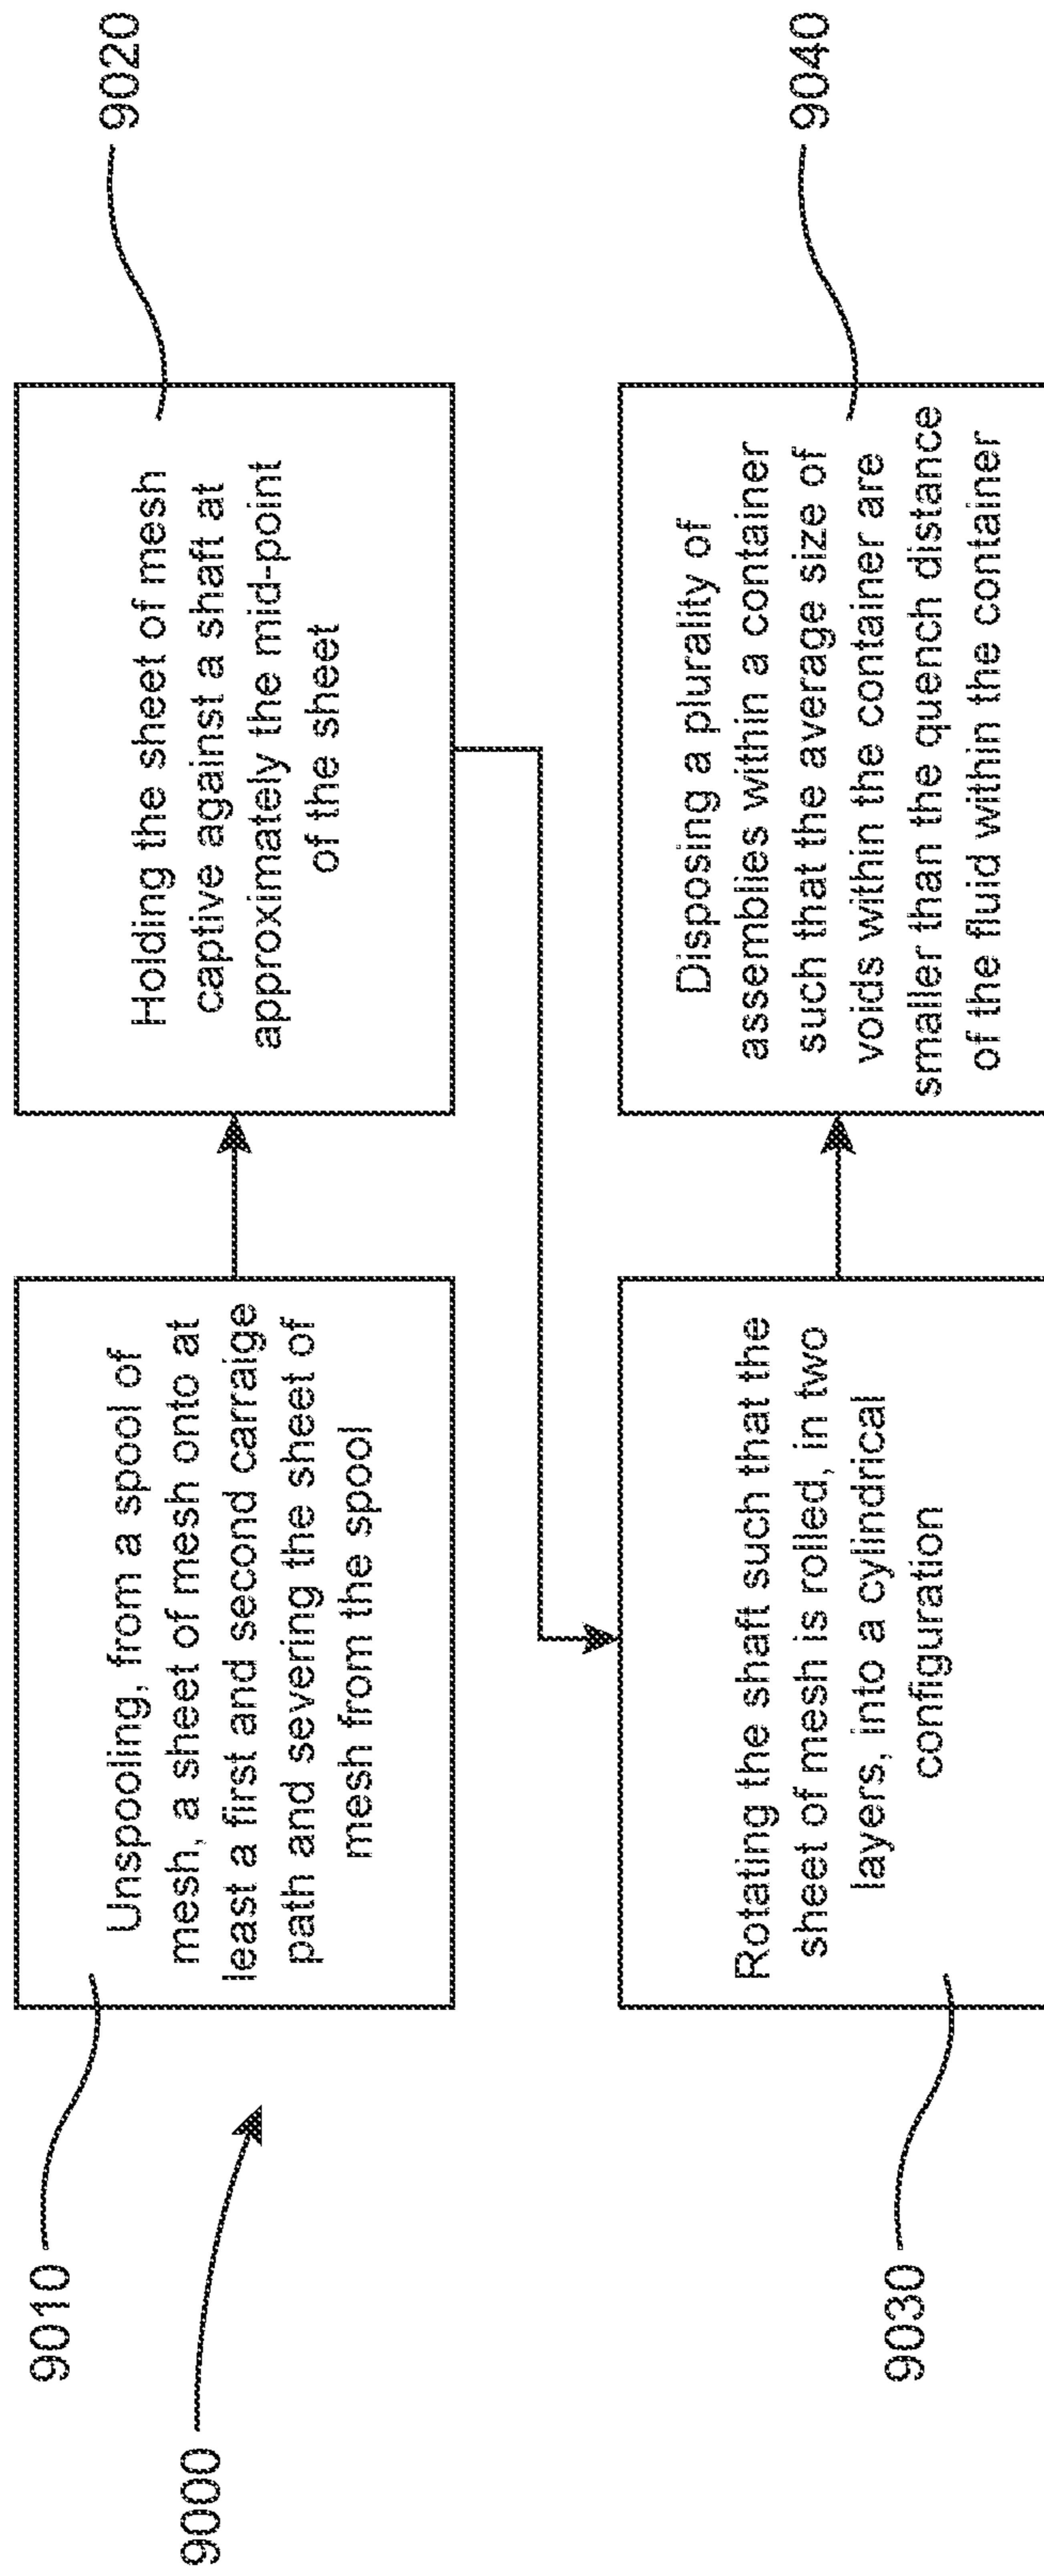 9010
Unspooling, from a spool of
mesh, a sheet of mesh onto at
least a first and second carraige
path and severing the sheet of
mesh from the spool
9020
Holding the sheet of mesh
captive against a shaft at
approximately the mid-point
of the sheet
9000
9030
Rotating the shaft such that the
sheet of mesh is rolled, in two
layers, into a cylindrical
configuration
9040
Disposing a plurality of
assemblies within a container
such that the average size of
voids within the container are
smaller than the quench distance
of the fluid within the container